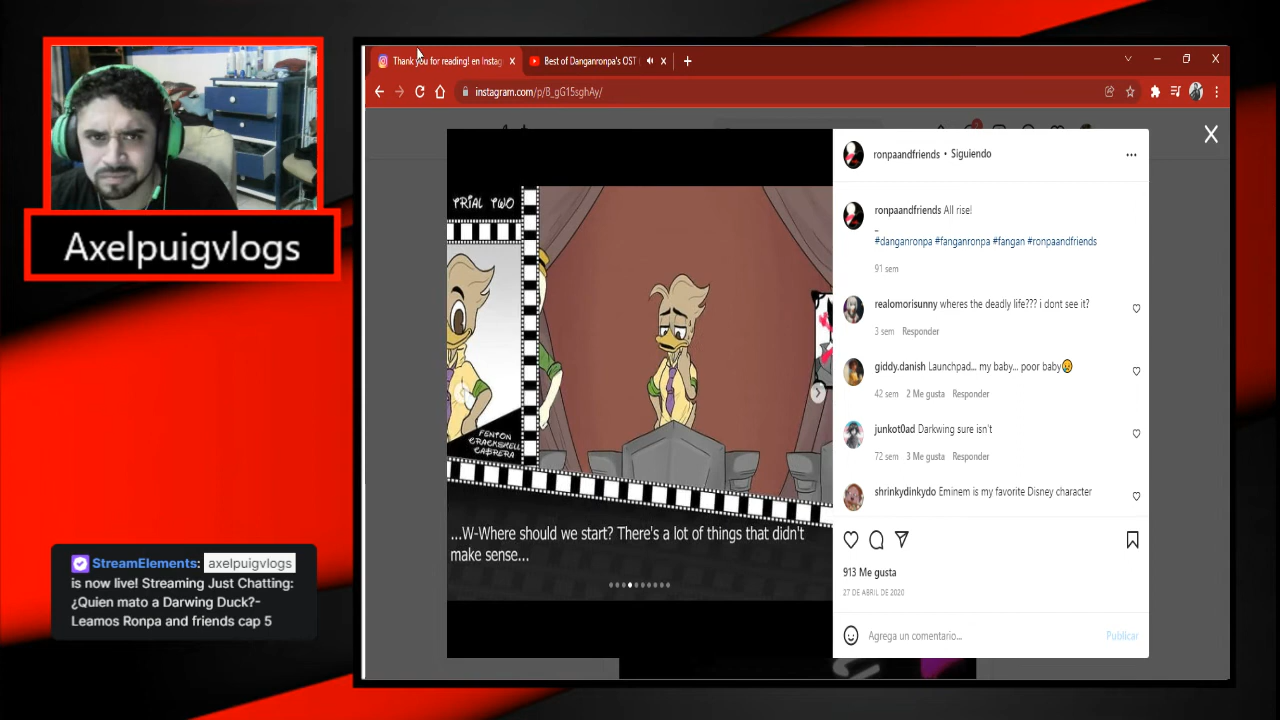 Thank you for reading! en Instag
Best of Danganronpa's OST
instagram.com/p/B_gG15sghAy/
Axelpuigvlogs
StreamElements: axelpuigvlogs
is now live! Streaming Just Chatting:
¿Quien mato a Darwing Duck?-
Leamos Ronpa and friends cap 5
TRIAL TWO
FENTON
CRACKSHELL
CABRERA
...W-Where should we start? There's a lot of things that didn't
make sense...
ronpaandfriends • Siguiendo
ronpaandfriends All rise!
_
#danganronpa #fanganronpa #fangan #ronpaandfriends
91 sem
realomorisunny wheres the deadly life??? i dont see it?
3 sem Responder
giddy.danish Launchpad... my baby... poor baby😢
42 sem 2 Me gusta Responder
junkot0ad Darkwing sure isn't
72 sem 3 Me gusta Responder
shrinkydinkydo Eminem is my favorite Disney character
913 Me gusta
27 DE ABRIL DE 2020
Agrega un comentario...
Publicar